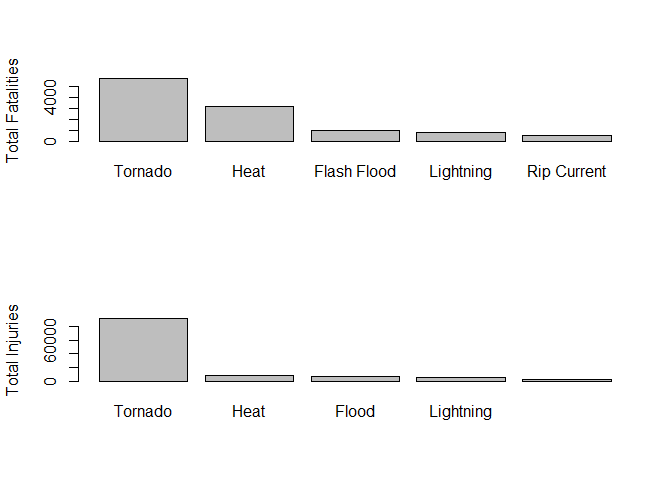 Total Fatalities
4000
0
Tornado Heat Flash Flood Lightning Rip Current
Total Injuries
60000
0
Tornado Heat Flood Lightning